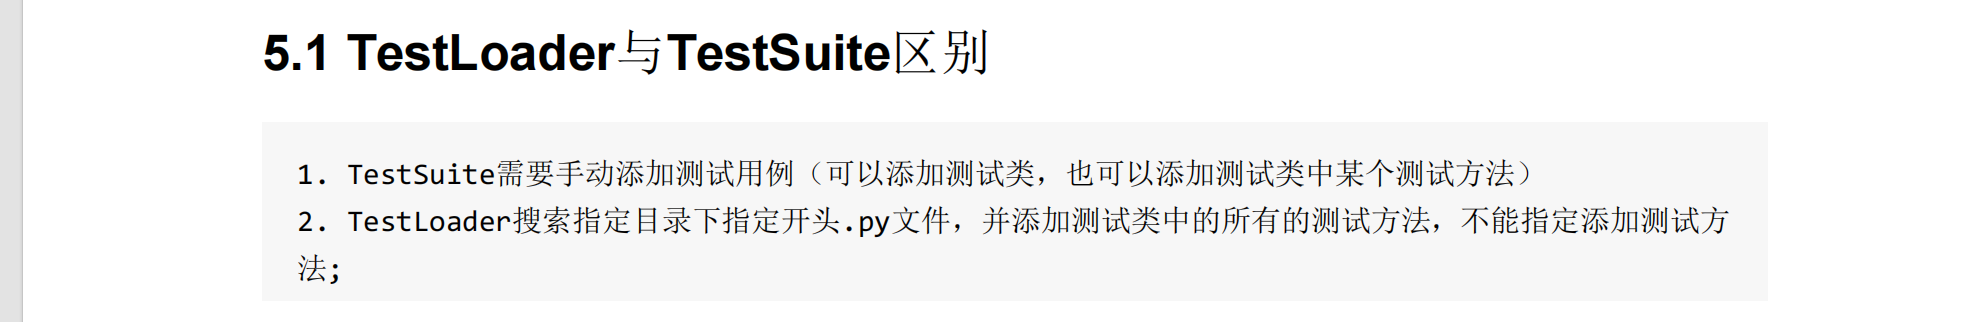 5.1 TestLoader与TestSuite区别
1. TestSuite需要手动添加测试用例（可以添加测试类，也可以添加测试类中某个测试方法）
2. TestLoader搜索指定目录下指定开头.py文件，并添加测试类中的所有的测试方法，不能指定添加测试方
法;